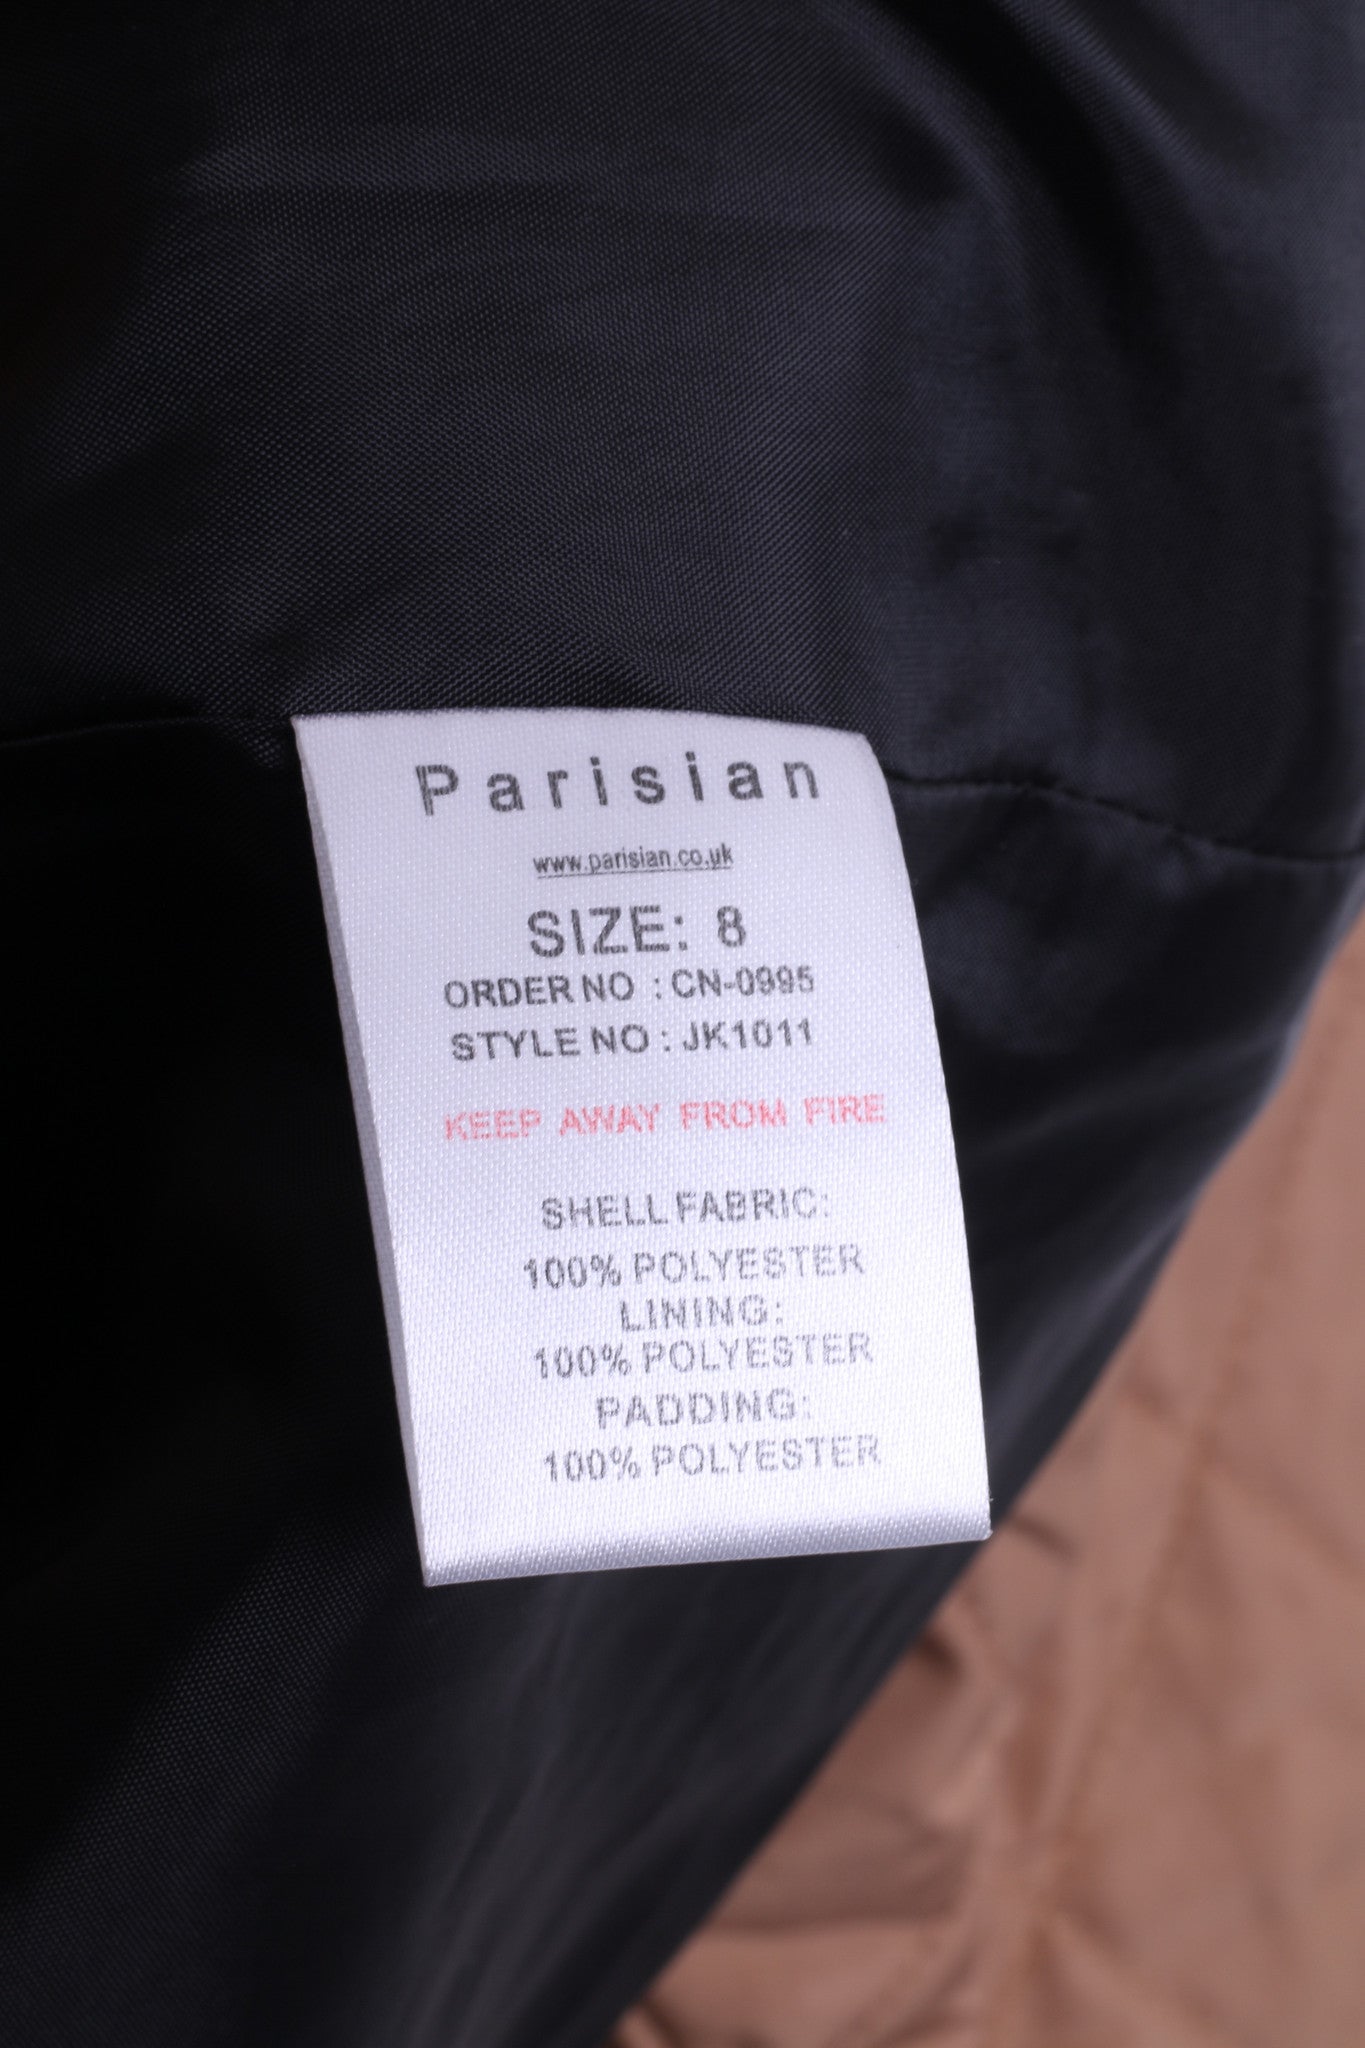 Parisian
www.parisian.co.uk
SIZE: 8
ORDER NO : CN-0995
STYLE NO : JK1011
KEEP AWAY FROM FIRE
SHELL FABRIC:
100% POLYESTER
LINING:
100% POLYESTER
PADDING:
100% POLYESTER